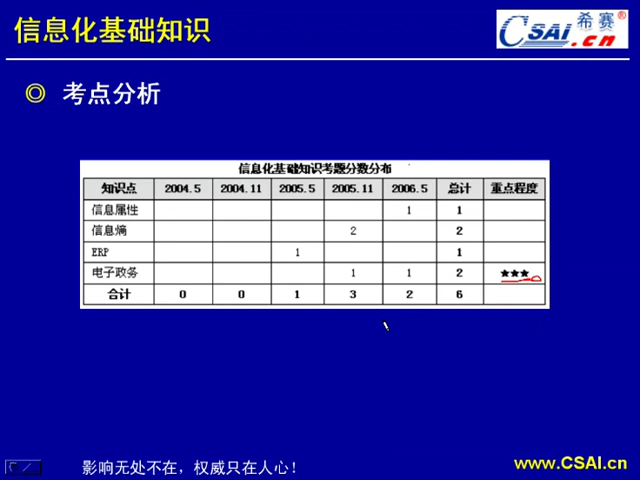 信息化基础知识
CSAI 希赛®
.cn
◎ 考点分析
信息化基础知识考题分数分布
知识点 2004.5 2004.11 2005.5 2005.11 2006.5 总计 重点程度
信息属性 1 1
信息熵 2 2
ERP 1 1
电子政务 1 1 2 ★★★
合计 0 0 1 3 2 6
影响无处不在，权威只在人心！
www.CSAI.cn